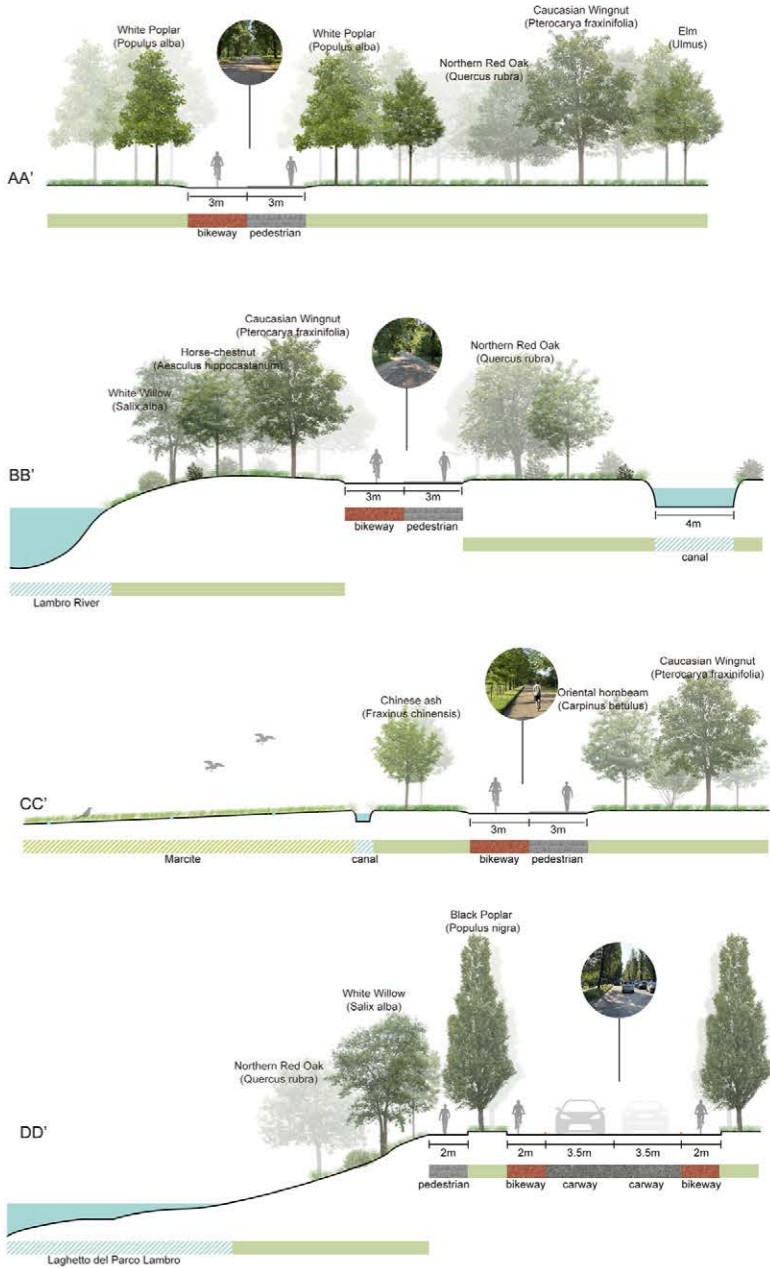 Caucasian Wingnut
(Pterocarya fraxinifolia)
White Poplar
(Populus alba)
White Poplar
(Populus alba)
Elm
(Ulmus)
Northern Red Oak
(Quercus rubra)
AA'
3m
3m
bikeway
pedestrian
Caucasian Wingnut
(Pterocarya fraxinifolia)
Horse-chestnut
(Aesculus hippocastanum)
Northern Red Oak
(Quercus rubra)
White Willow
(Salix alba)
BB'
3m
3m
4m
bikeway
pedestrian
canal
Lambro River
Caucasian Wingnut
(Pterocarya fraxinifolia)
Chinese ash
(Fraxinus chinensis)
Oriental hornbeam
(Carpinus betulus)
CC'
3m
3m
Marcite
canal
bikeway
pedestrian
Black Poplar
(Populus nigra)
White Willow
(Salix alba)
Northern Red Oak
(Quercus rubra)
DD'
2m
2m
3.5m
3.5m
2m
pedestrian
bikeway
carway
carway
bikeway
Laghetto del Parco Lambro